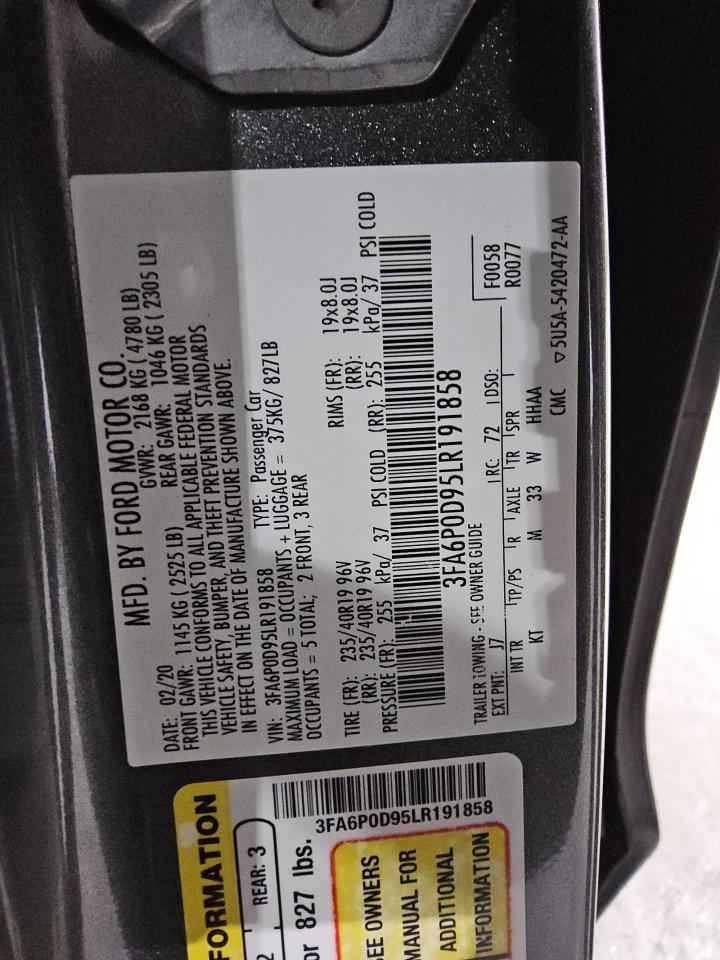 MFD. BY FORD MOTOR CO.
DATE: 02/20 GVWR: 2168 KG ( 4780 LB)
FRONT GAWR: 1145 KG ( 2525 LB) REAR GAWR: 1046 KG ( 2305 LB)
THIS VEHICLE CONFORMS TO ALL APPLICABLE FEDERAL MOTOR
VEHICLE SAFETY, BUMPER, AND THEFT PREVENTION STANDARDS
IN EFFECT ON THE DATE OF MANUFACTURE SHOWN ABOVE.
VIN: 3FA6P0D95LR191858 TYPE: Passenger Car
MAXIMUM LOAD = OCCUPANTS + LUGGAGE = 375KG/ 827LB
OCCUPANTS = 5 TOTAL; 2 FRONT, 3 REAR
TIRE (FR): 235/40R19 96V RIMS (FR): 19x8.0J
(RR): 235/40R19 96V (RR): 19x8.0J
PRESSURE (FR): 255 kPa/ 37 PSI COLD (RR): 255 kPa/ 37 PSI COLD
3FA6P0D95LR191858
TRAILER TOWING - SEE OWNER GUIDE
EXT PNT: J7 RC: 72 DSO: F0058
R0077
INT TR TP/PS R AXLE TR SPR
KT M 33 W HHAA
CMC ▽5U5A-5420472-AA
FORMATION
2 REAR: 3
or 827 lbs.
3FA6P0D95LR191858
SEE OWNERS
MANUAL FOR
ADDITIONAL
INFORMATION